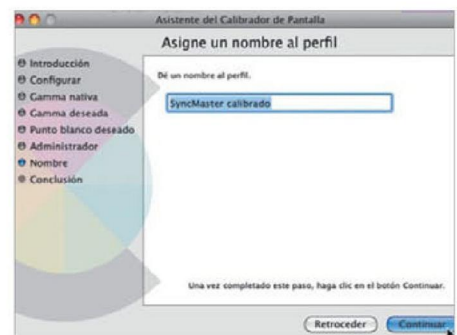 Asistente del Calibrador de Pantalla
Asigne un nombre al perfil
Introducción
Configurar
Gamma nativa
Gamma deseada
Punto blanco deseado
Administrador
Nombre
Conclusión
Dé un nombre al perfil.
SyncMaster calibrado
Una vez completado este paso, haga clic en el botón Continuar.
Retroceder
Continuar